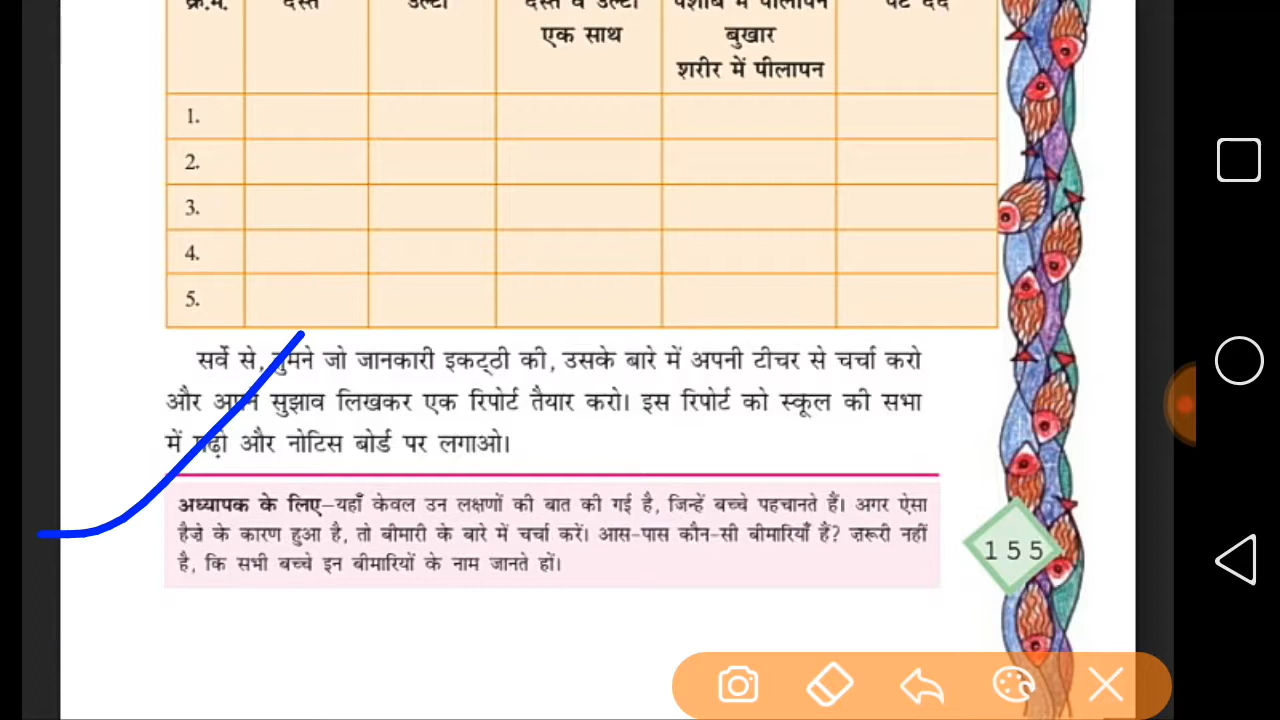 क्र.म. दस्त उल्टी दस्त व उल्टी पेशाब में पीलापन पेट दर्द
एक साथ बुखार
शरीर में पीलापन
1.
2.
3.
4.
5.
सर्वे से, तुमने जो जानकारी इकट्ठी की, उसके बारे में अपनी टीचर से चर्चा करो
और अपने सुझाव लिखकर एक रिपोर्ट तैयार करो। इस रिपोर्ट को स्कूल की सभा
में पढ़ो और नोटिस बोर्ड पर लगाओ।
अध्यापक के लिए–यहाँ केवल उन लक्षणों की बात की गई है, जिन्हें बच्चे पहचानते हैं। अगर ऐसा
हैज़े के कारण हुआ है, तो बीमारी के बारे में चर्चा करें। आस-पास कौन-सी बीमारियाँ हैं? ज़रूरी नहीं
है, कि सभी बच्चे इन बीमारियों के नाम जानते हों।
155